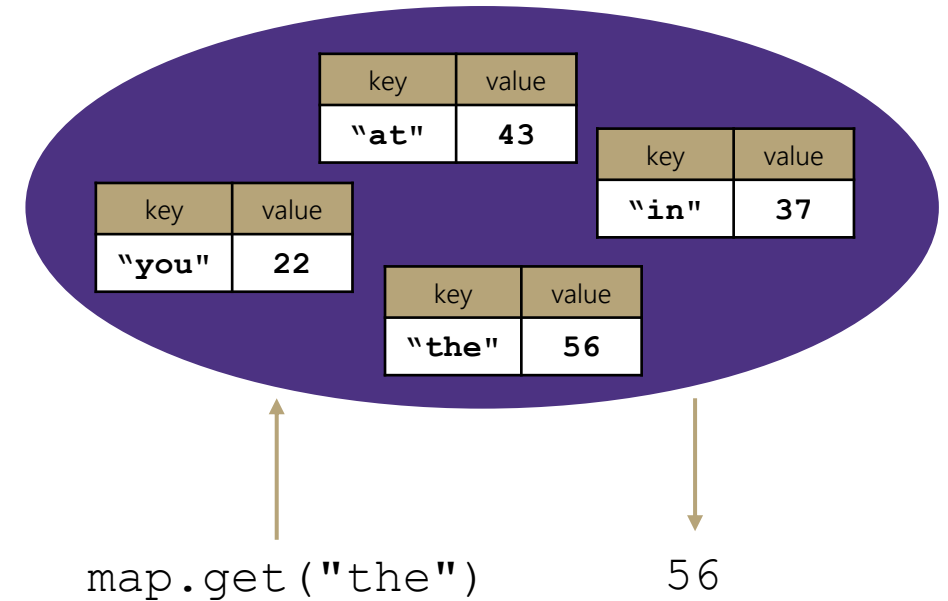 key value
“at" 43
key value
“in" 37
key value
“you" 22
key value
“the" 56
map.get("the") 56